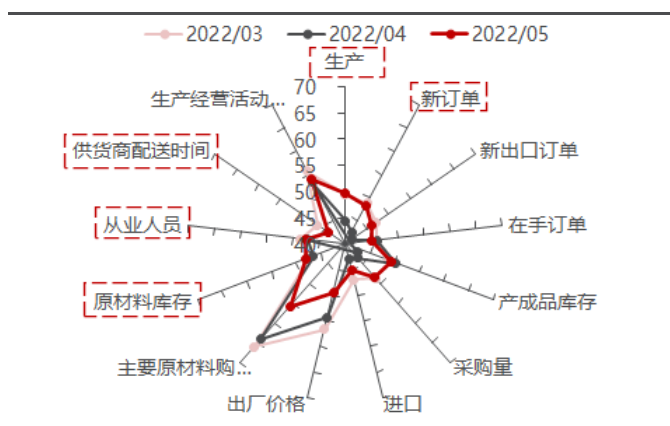 2022/03 2022/04 2022/05
生产
70
65
60
55
50
45
40
新订单
新出口订单
在手订单
产成品库存
采购量
进口
出厂价格
主要原材料购...
原材料库存
从业人员
供货商配送时间
生产经营活动...